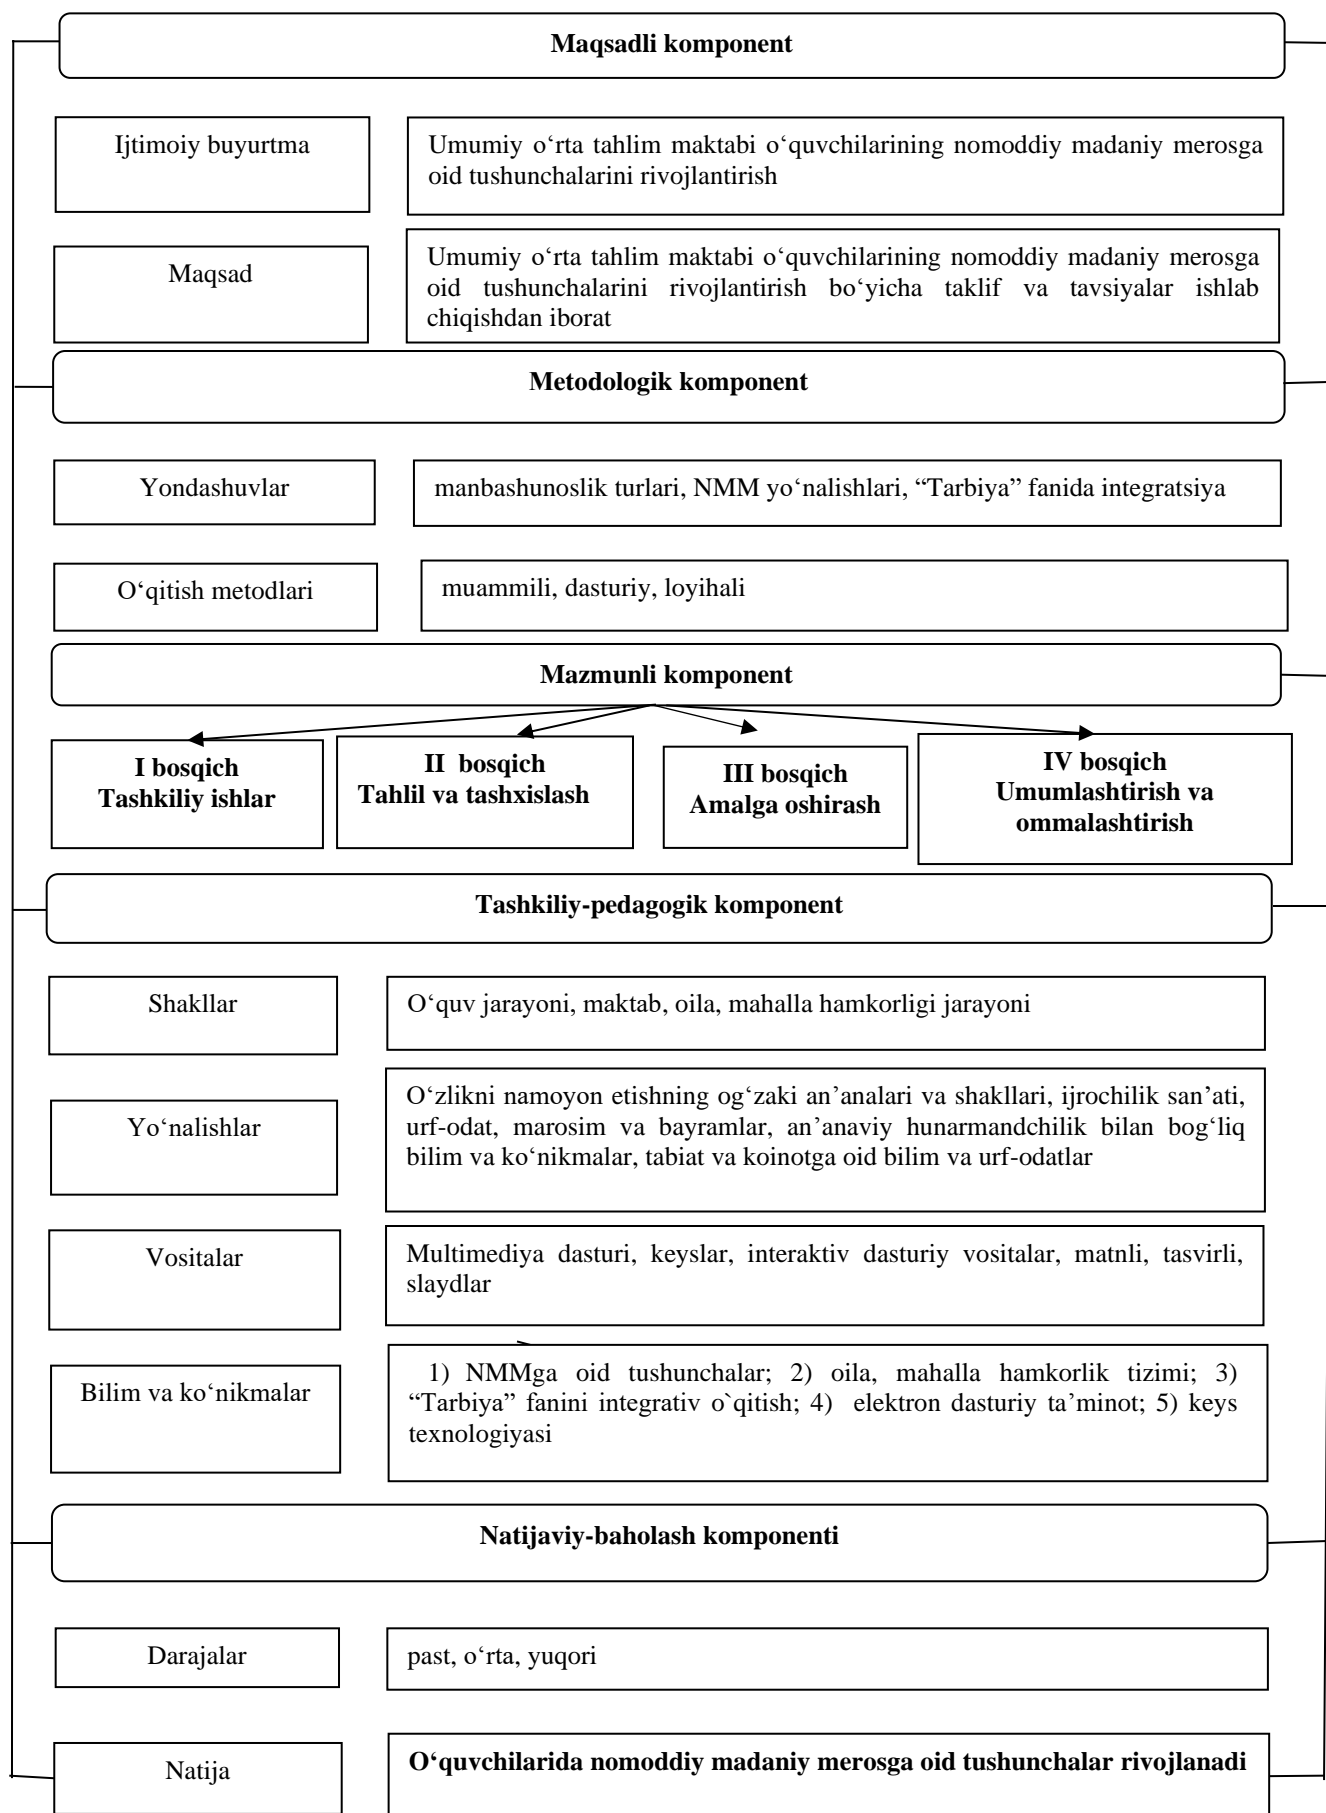 Maqsadli komponent
Ijtimoiy buyurtma
Umumiy o‘rta tahlim maktabi o‘quvchilarining nomoddiy madaniy merosga
oid tushunchalarini rivojlantirish
Maqsad
Umumiy o‘rta tahlim maktabi o‘quvchilarining nomoddiy madaniy merosga
oid tushunchalarini rivojlantirish bo‘yicha taklif va tavsiyalar ishlab
chiqishdan iborat
Metodologik komponent
Yondashuvlar
manbashunoslik turlari, NMM yo‘nalishlari, “Tarbiya” fanida integratsiya
O‘qitish metodlari
muammili, dasturiy, loyihali
Mazmunli komponent
I bosqich
Tashkiliy ishlar
II bosqich
Tahlil va tashxislash
III bosqich
Amalga oshirash
IV bosqich
Umumlashtirish va
ommalashtirish
Tashkiliy-pedagogik komponent
Shakllar
O‘quv jarayoni, maktab, oila, mahalla hamkorligi jarayoni
Yo‘nalishlar
O‘zlikni namoyon etishning og‘zaki an’analari va shakllari, ijrochilik san’ati,
urf-odat, marosim va bayramlar, an’anaviy hunarmandchilik bilan bog‘liq
bilim va ko‘nikmalar, tabiat va koinotga oid bilim va urf-odatlar
Vositalar
Multimediya dasturi, keyslar, interaktiv dasturiy vositalar, matnli, tasvirli,
slaydlar
Bilim va ko‘nikmalar
1) NMMga oid tushunchalar; 2) oila, mahalla hamkorlik tizimi; 3)
“Tarbiya” fanini integrativ o`qitish; 4) elektron dasturiy ta’minot; 5) keys
texnologiyasi
Natijaviy-baholash komponenti
Darajalar
past, o‘rta, yuqori
Natija
O‘quvchilarida nomoddiy madaniy merosga oid tushunchalar rivojlanadi